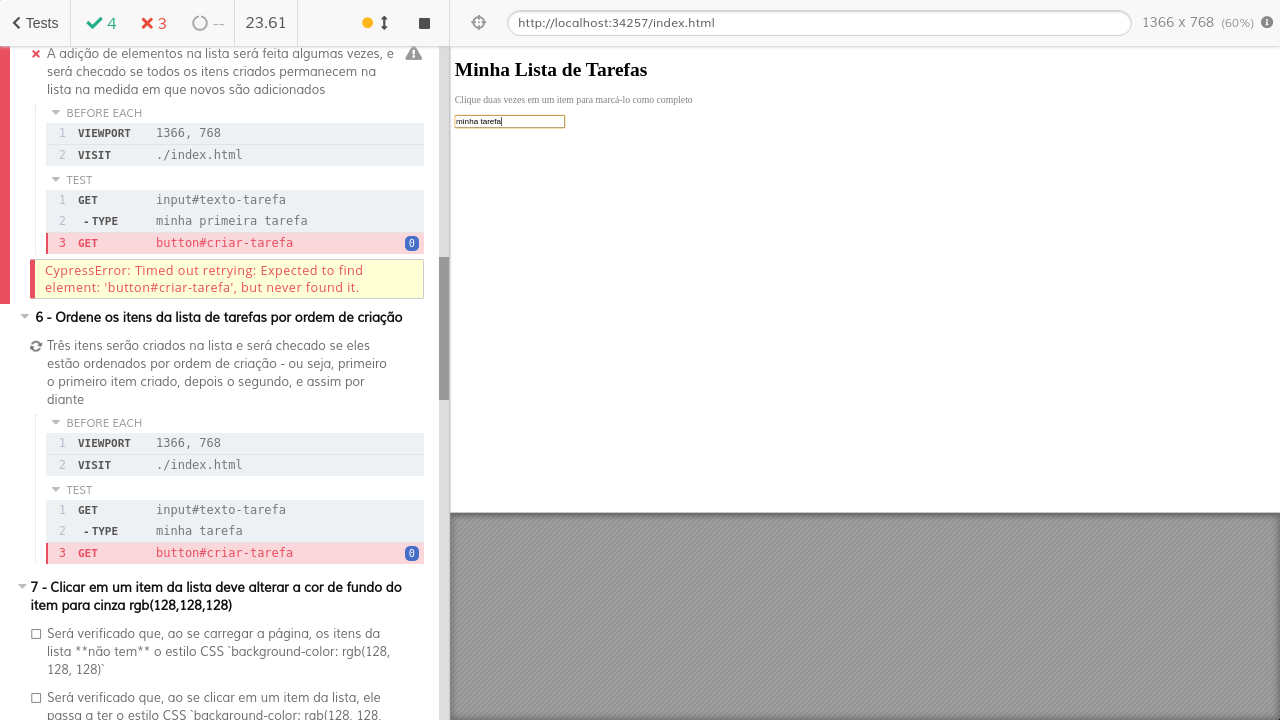 Tests 4 3 -- 23.61 http://localhost:34257/index.html 1366 x 768 (60%)
A adição de elementos na lista será feita algumas vezes, e
será checado se todos os itens criados permanecem na
lista na medida em que novos são adicionados
BEFORE EACH
1 VIEWPORT 1366, 768
2 VISIT ./index.html
TEST
1 GET input#texto-tarefa
2 -TYPE minha primeira tarefa
3 GET button#criar-tarefa 0
CypressError: Timed out retrying: Expected to find
element: 'button#criar-tarefa', but never found it.
6 - Ordene os itens da lista de tarefas por ordem de criação
Três itens serão criados na lista e será checado se eles
estão ordenados por ordem de criação - ou seja, primeiro
o primeiro item criado, depois o segundo, e assim por
diante
BEFORE EACH
1 VIEWPORT 1366, 768
2 VISIT ./index.html
TEST
1 GET input#texto-tarefa
2 -TYPE minha tarefa
3 GET button#criar-tarefa 0
7 - Clicar em um item da lista deve alterar a cor de fundo do
item para cinza rgb(128,128,128)
Será verificado que, ao se carregar a página, os itens da
lista **não tem** o estilo CSS `background-color: rgb(128,
128, 128)`
Será verificado que, ao se clicar em um item da lista, ele
passa a ter o estilo CSS `background-color: rgb(128, 128,
Minha Lista de Tarefas
Clique duas vezes em um item para marcá-lo como completo
minha tarefa